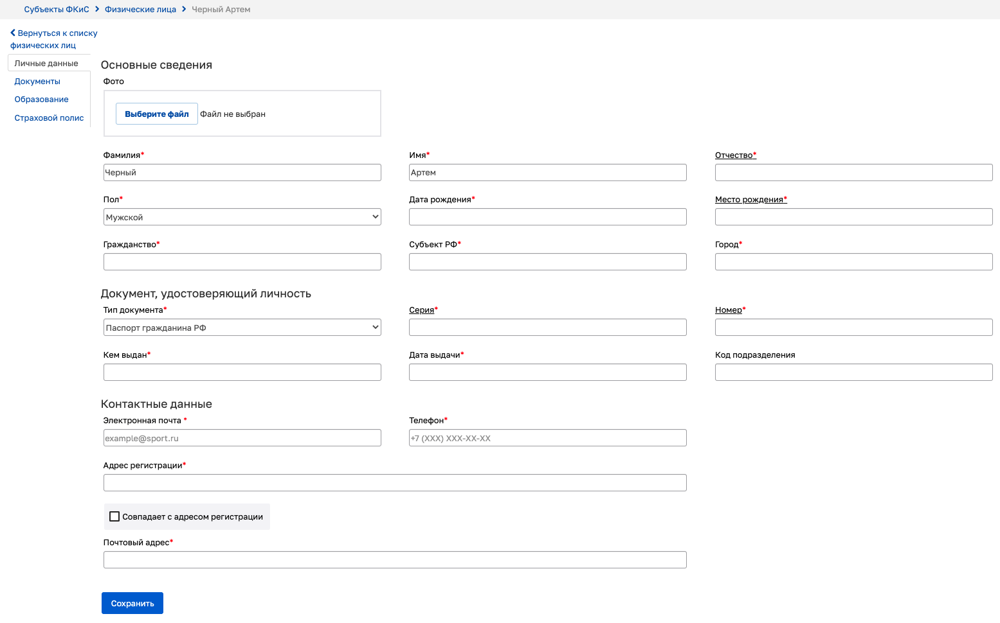 Субъекты ФКиС > Физические лица > Черный Артем
Вернуться к списку
физических лиц
Личные данные
Документы
Образование
Страховой полис
Основные сведения
Фото
Выберите файл Файл не выбран
Фамилия* Имя* Отчество*
Черный Артем
Пол* Дата рождения* Место рождения*
Мужской
Гражданство* Субъект РФ* Город*
Документ, удостоверяющий личность
Тип документа* Серия* Номер*
Паспорт гражданина РФ
Кем выдан* Дата выдачи* Код подразделения
Контактные данные
Электронная почта * Телефон*
example@sport.ru +7 (XXX) XXX-XX-XX
Адрес регистрации*
Совпадает с адресом регистрации
Почтовый адрес*
Сохранить